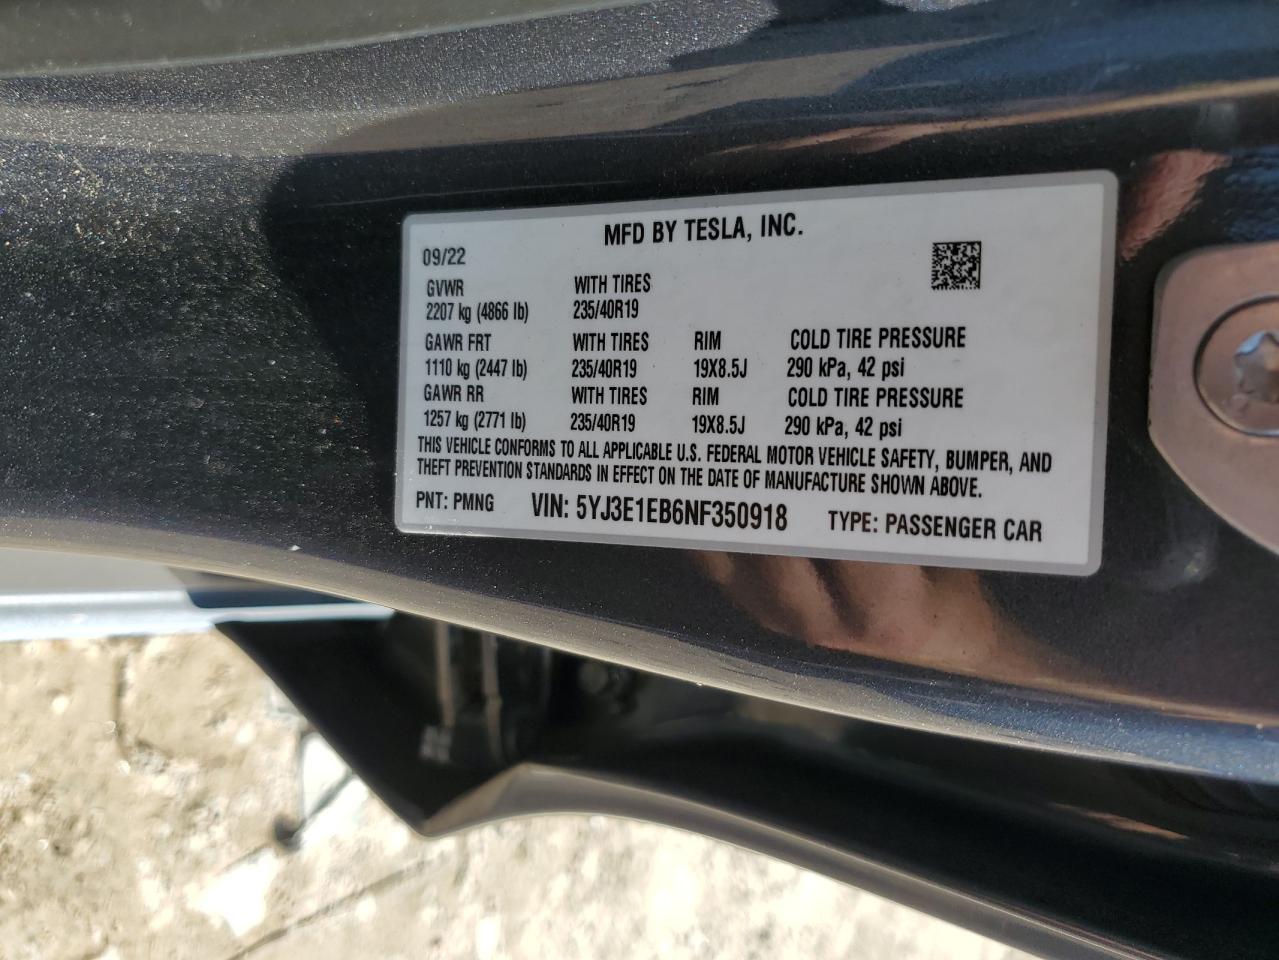 MFD BY TESLA, INC.
09/22
GVWR WITH TIRES
2207 kg (4866 lb) 235/40R19
GAWR FRT WITH TIRES RIM COLD TIRE PRESSURE
1110 kg (2447 lb) 235/40R19 19X8.5J 290 kPa, 42 psi
GAWR RR WITH TIRES RIM COLD TIRE PRESSURE
1257 kg (2771 lb) 235/40R19 19X8.5J 290 kPa, 42 psi
THIS VEHICLE CONFORMS TO ALL APPLICABLE U.S. FEDERAL MOTOR VEHICLE SAFETY, BUMPER, AND
THEFT PREVENTION STANDARDS IN EFFECT ON THE DATE OF MANUFACTURE SHOWN ABOVE.
PNT: PMNG VIN: 5YJ3E1EB6NF350918 TYPE: PASSENGER CAR